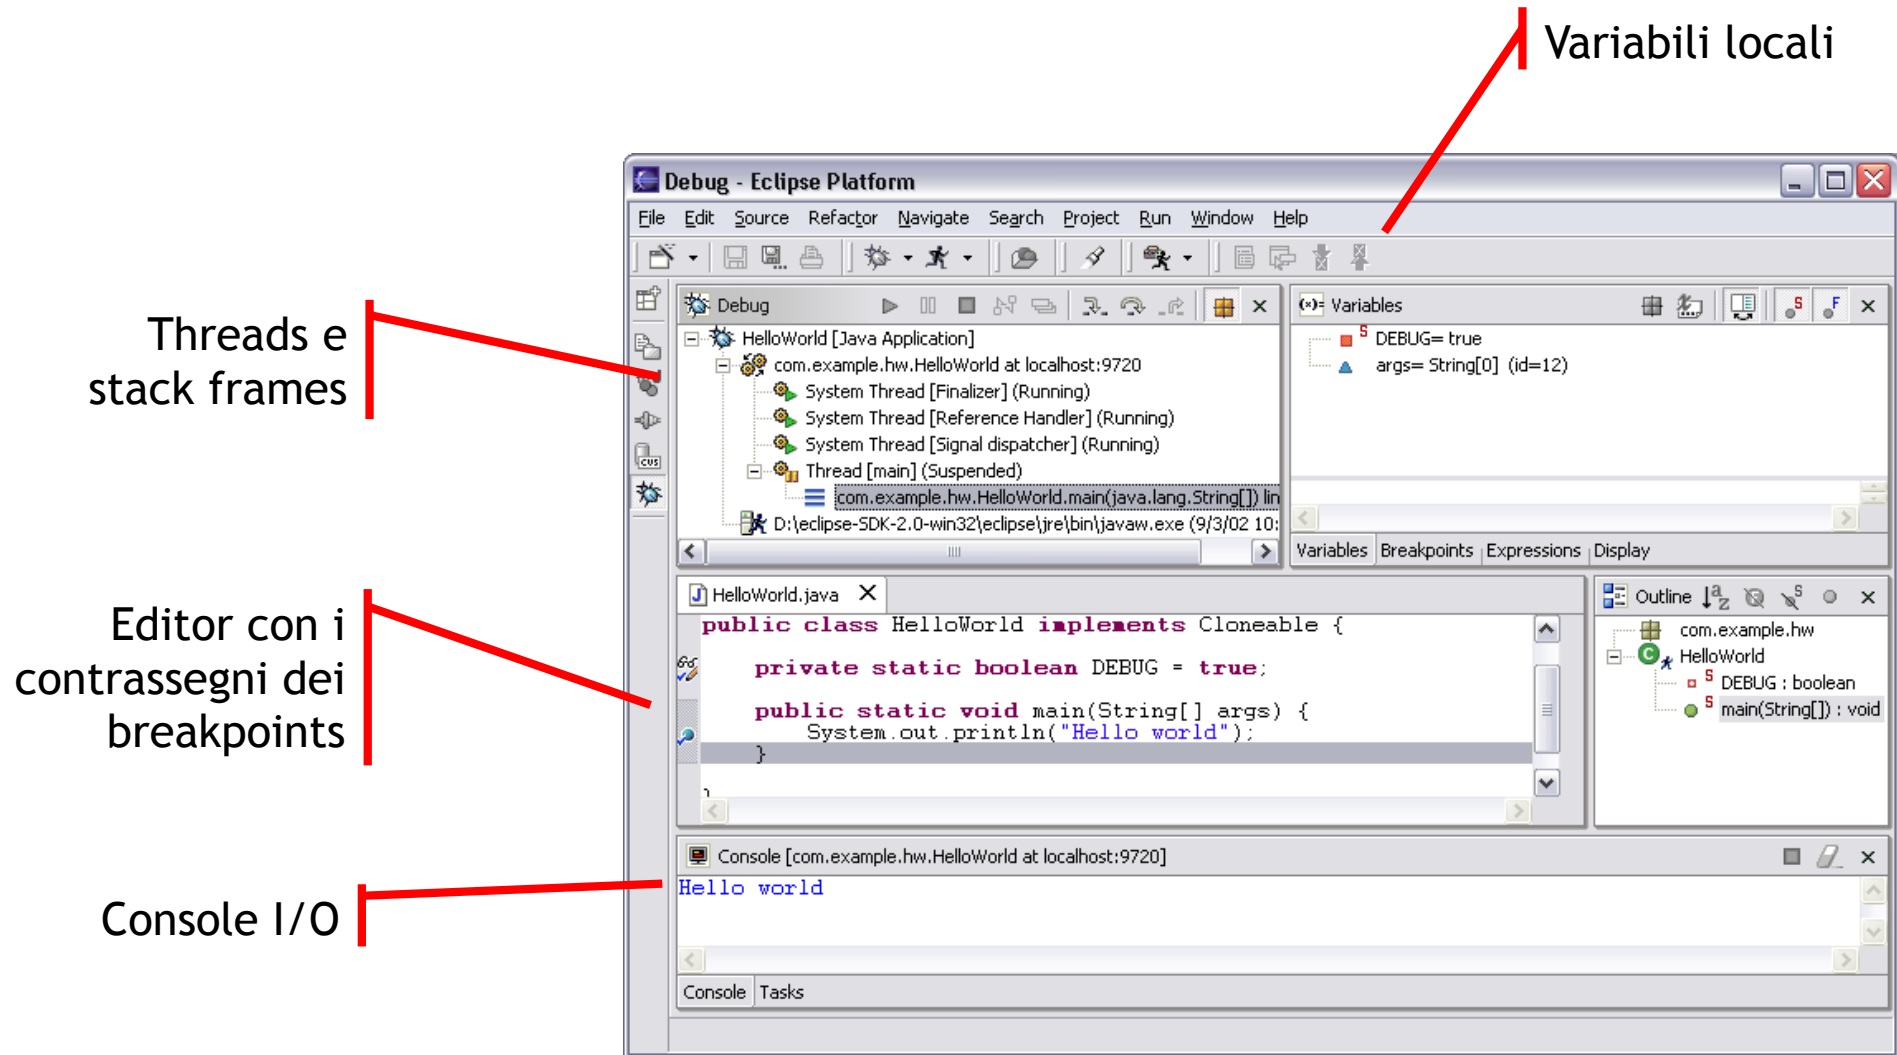 Variabili locali
Debug - Eclipse Platform
File Edit Source Refactor Navigate Search Project Run Window Help
Threads e
stack frames
Debug
HelloWorld [Java Application]
com.example.hw.HelloWorld at localhost:9720
System Thread [Finalizer] (Running)
System Thread [Reference Handler] (Running)
System Thread [Signal dispatcher] (Running)
Thread [main] (Suspended)
com.example.hw.HelloWorld.main(java.lang.String[]) lin
D:\eclipse-SDK-2.0-win32\eclipse\jre\bin\javaw.exe (9/3/02 10:
(x)= Variables
S F
S DEBUG= true
args= String[0] (id=12)
Variables Breakpoints Expressions Display
CVS
Editor con i
contrassegni dei
breakpoints
J HelloWorld.java
public class HelloWorld implements Cloneable {
private static boolean DEBUG = true;
public static void main(String[] args) {
System.out.println("Hello world");
}
}
Outline a z S
com.example.hw
C HelloWorld
S DEBUG : boolean
S main(String[]) : void
Console I/O
Console [com.example.hw.HelloWorld at localhost:9720]
Hello world
Console Tasks